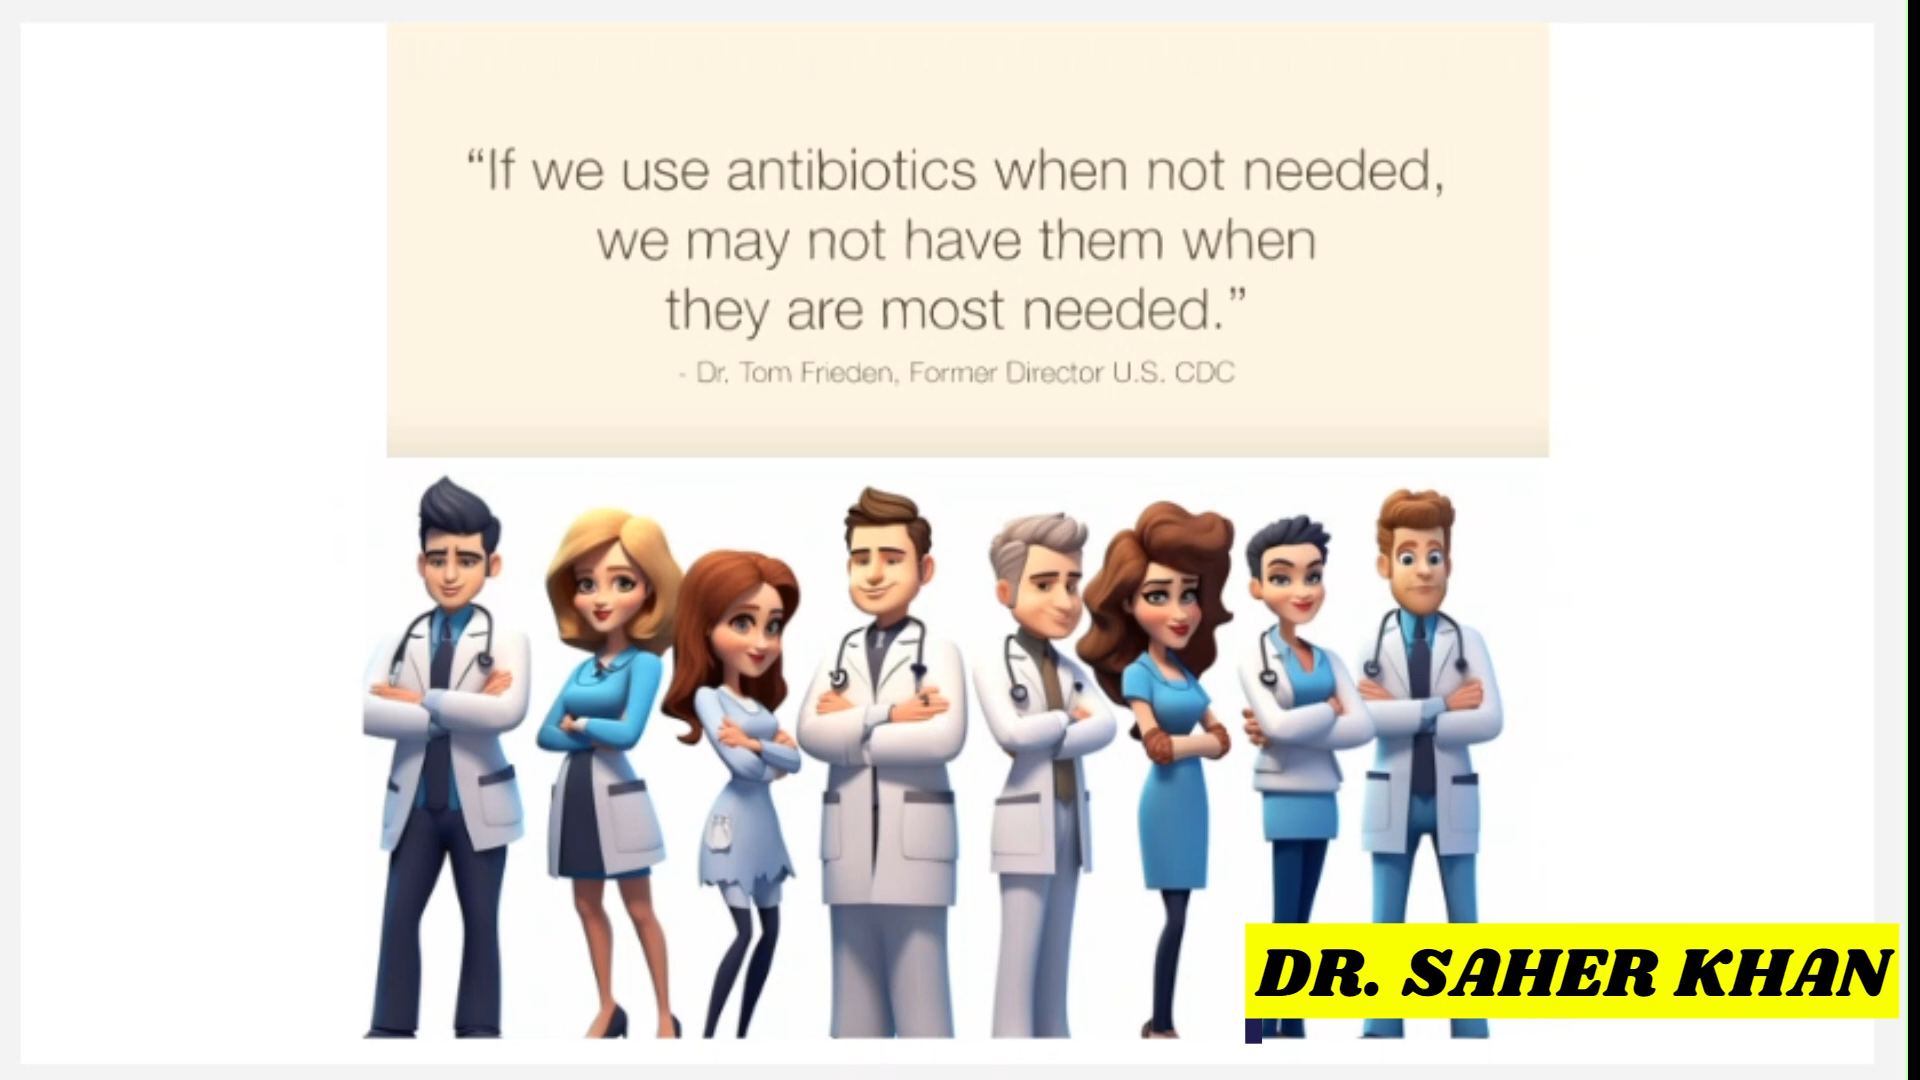 “If we use antibiotics when not needed,
we may not have them when
they are most needed.”
- Dr. Tom Frieden, Former Director U.S. CDC
DR. SAHER KHAN